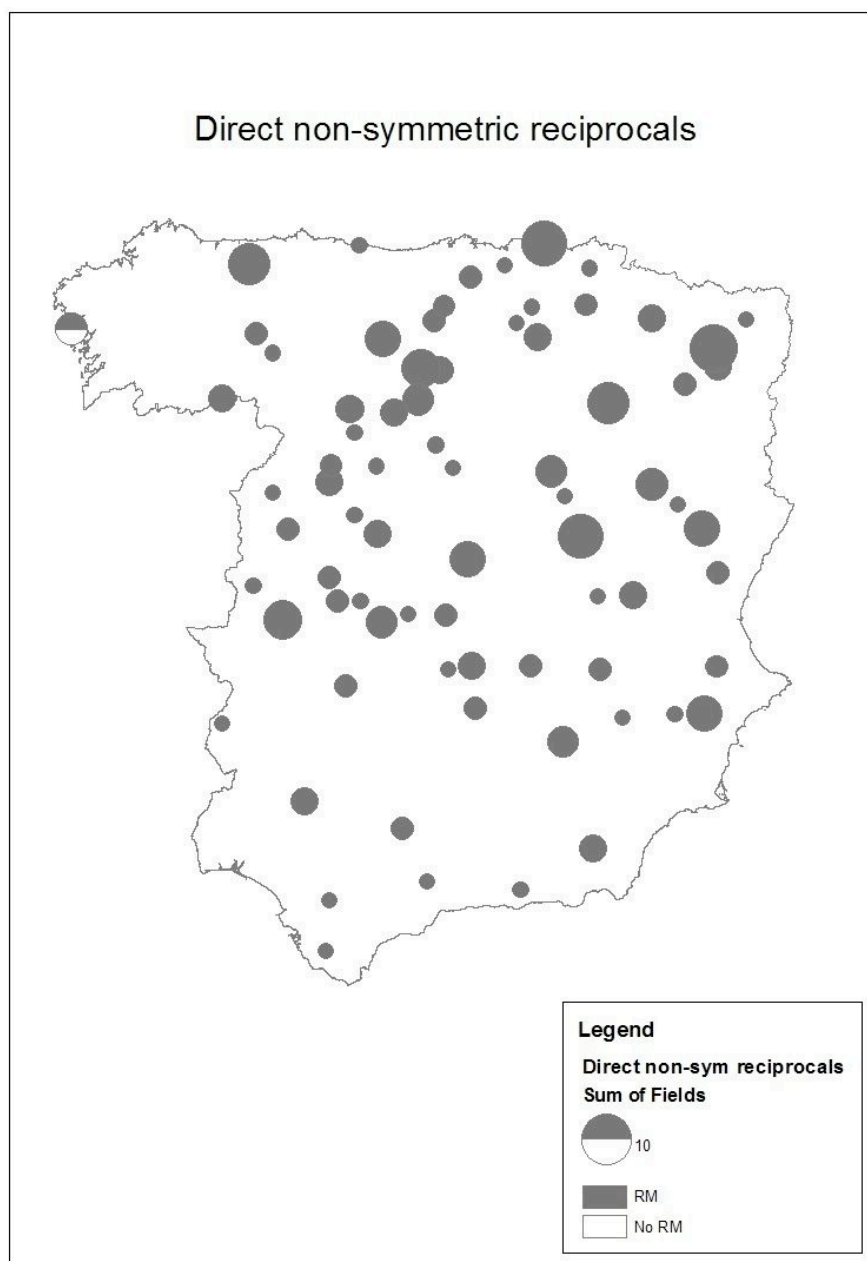 Direct non-symmetric reciprocals
Legend
Direct non-sym reciprocals
Sum of Fields
10
RM
No RM